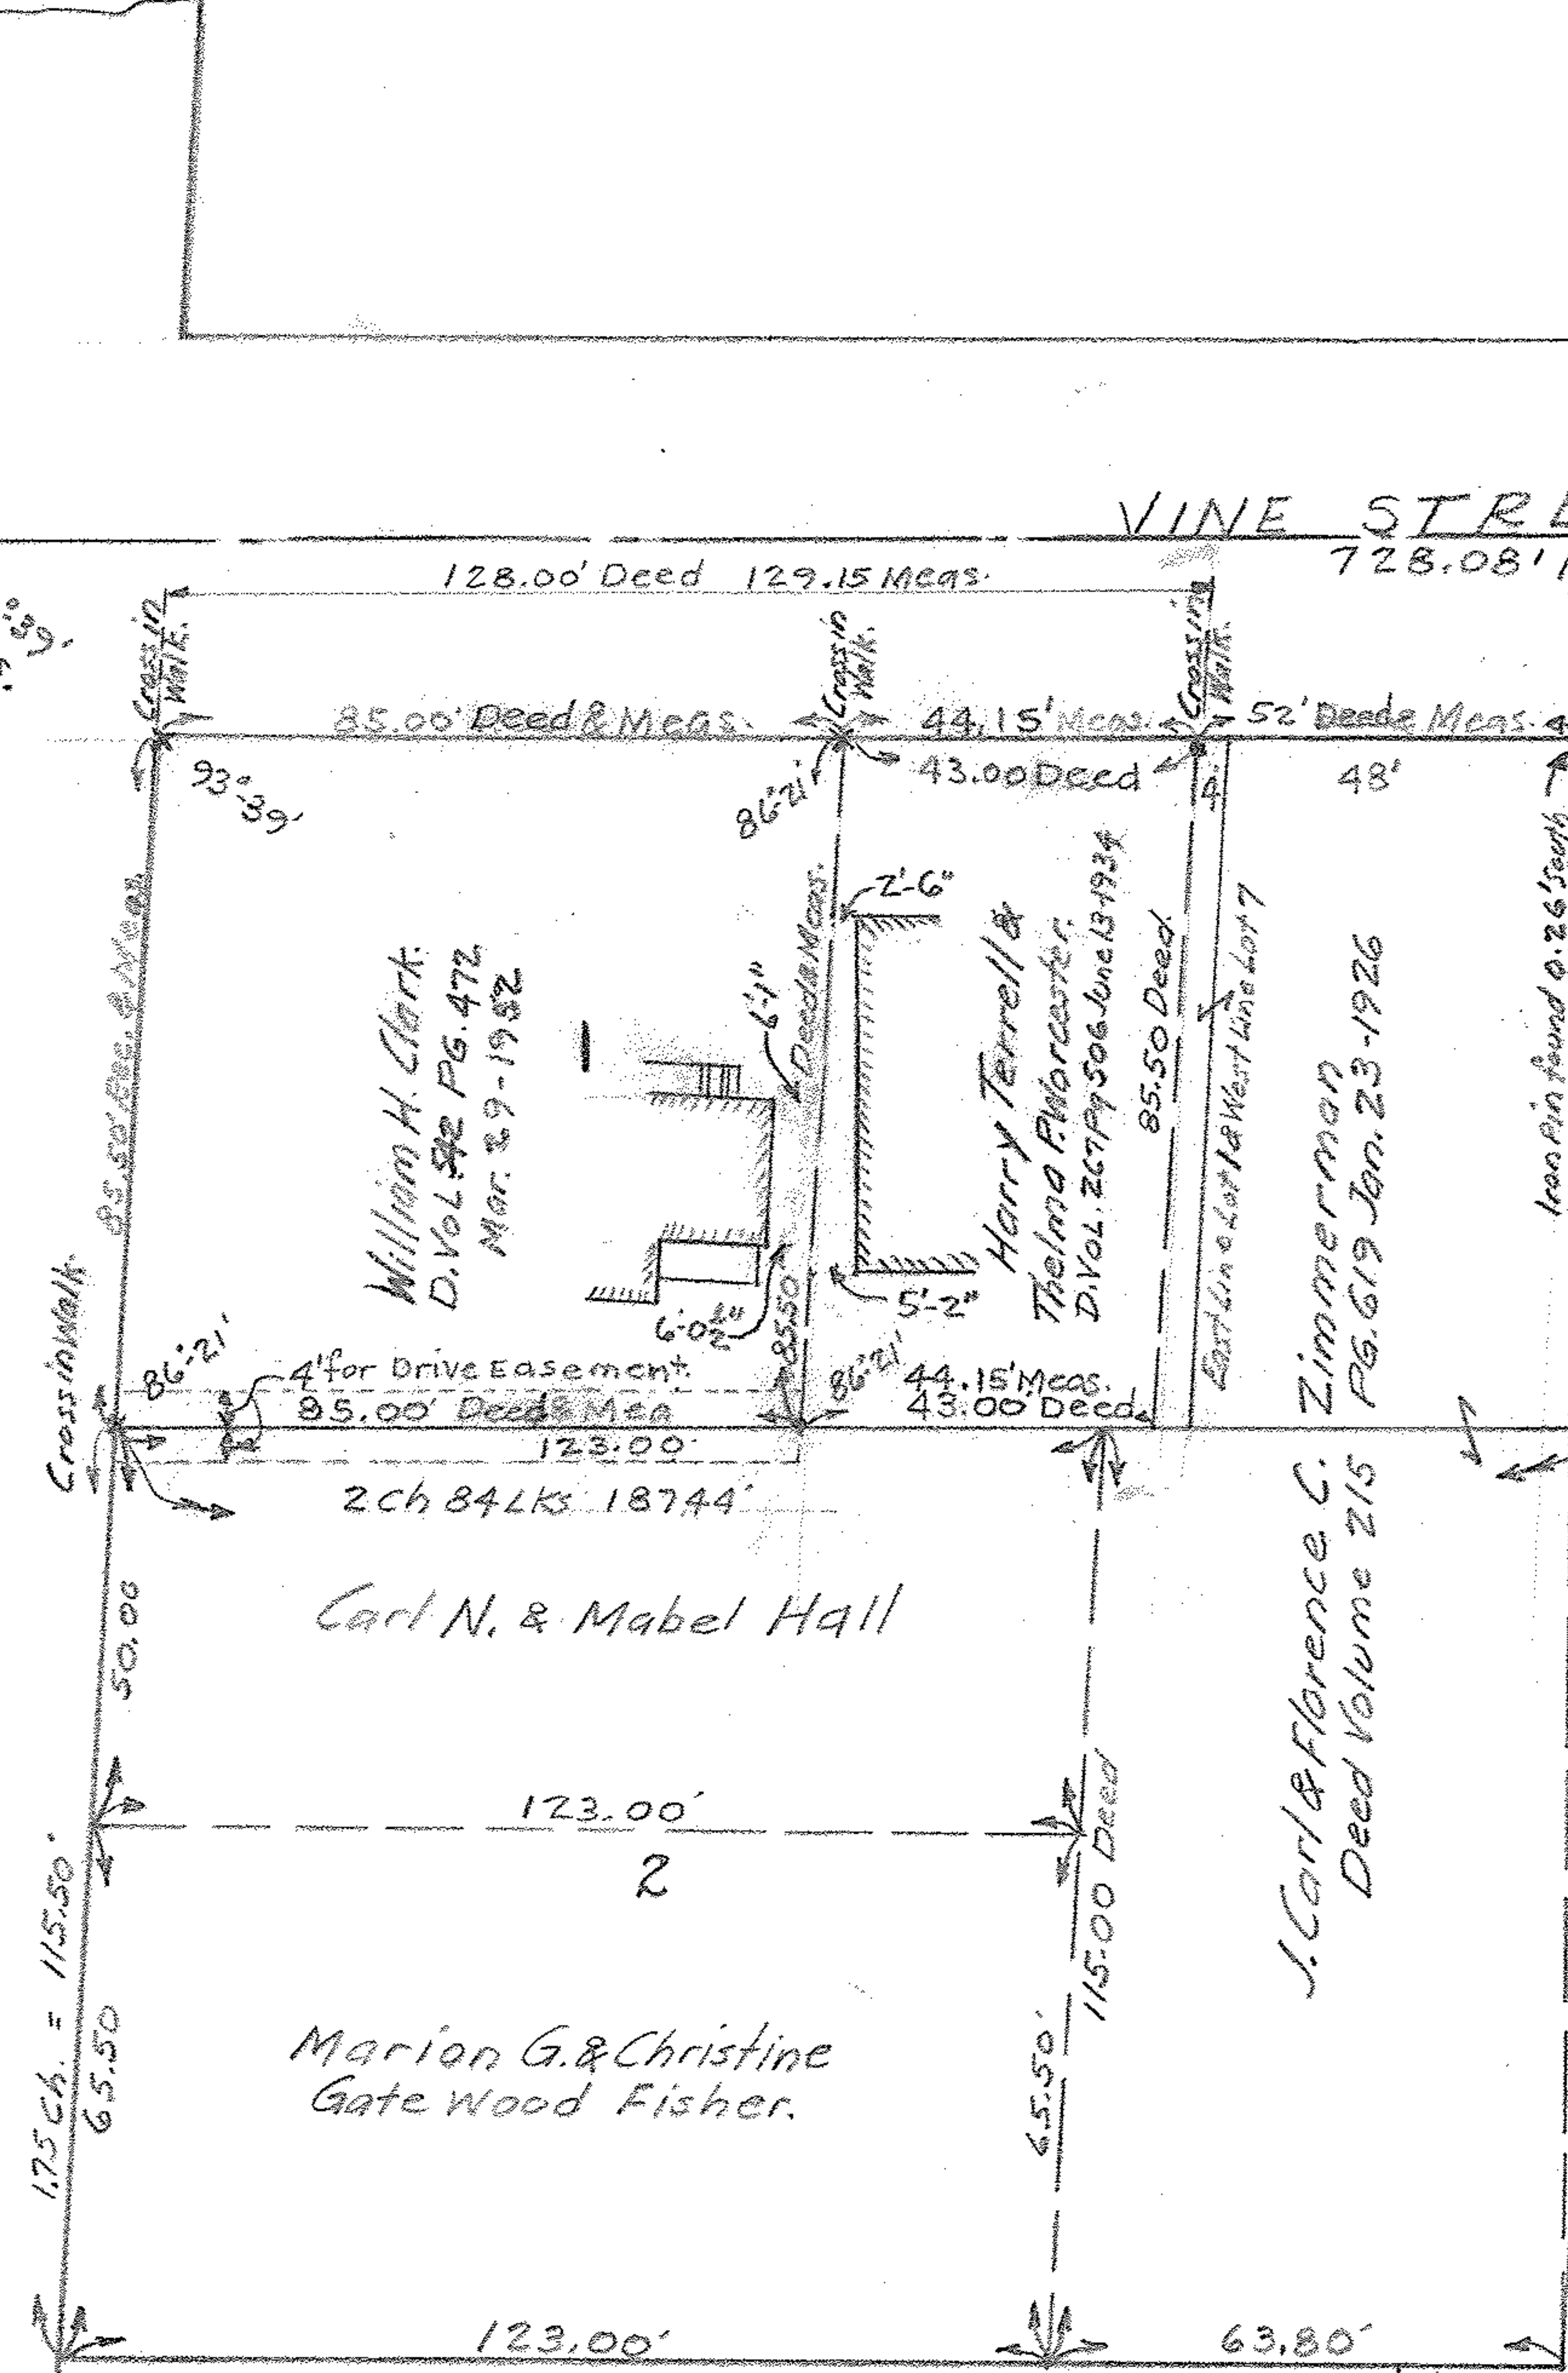 VINE STRE
728.08'
128.00' Deed 129.15 Meas.
Cross in
Walk.
Cross in
Walk.
Cross in
Walk.
85.00' Deed & Meas.
44.15' Meas.
52' Deed & Meas.
43.00 Deed
4'
48'
93°-39'
86°-21'
2'-6"
6'-1"
Deed & Meas.
85.50
William H. Clark.
D. Vol. 542 PG. 472
Mar. 29-1952
Harry Terrell &
Thelma P. Worcester.
D. Vol. 267 Pg 506 June 13-1934
85.50 Deed.
East Line Lot 1 & West Line Lot 7
Iron Pin found 0.26' South
J. Carl & Florence C. Zimmerman
Deed Volume 215 PG. 619 Jan. 23-1926
6'-0½"
5'-2"
Cross in Walk.
86°-21'
4' for Drive Easement.
86°-21'
44.15' Meas.
85.00' Deed & Mea
43.00' Deed
123.00
2 Ch 84 Lks 187.44'
50.00
Carl N. & Mabel Hall
123.00'
2
115.00 Deed
1.75 Ch. = 115.50'
65.50
65.50'
Marion G. & Christine
Gate Wood Fisher.
123.00'
63.80'